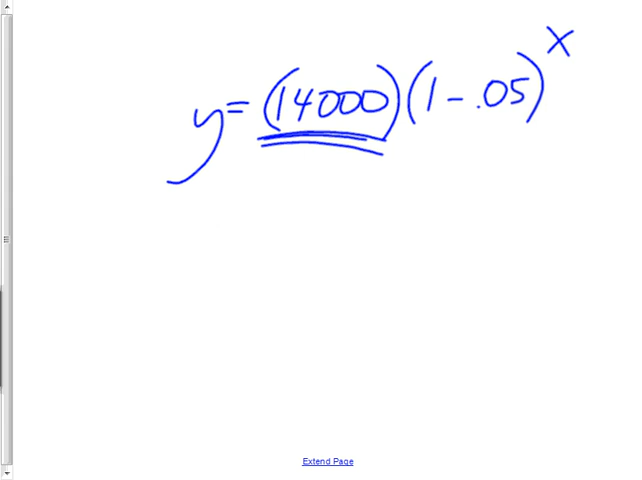 y = (14000)(1 - .05)^x
Extend Page